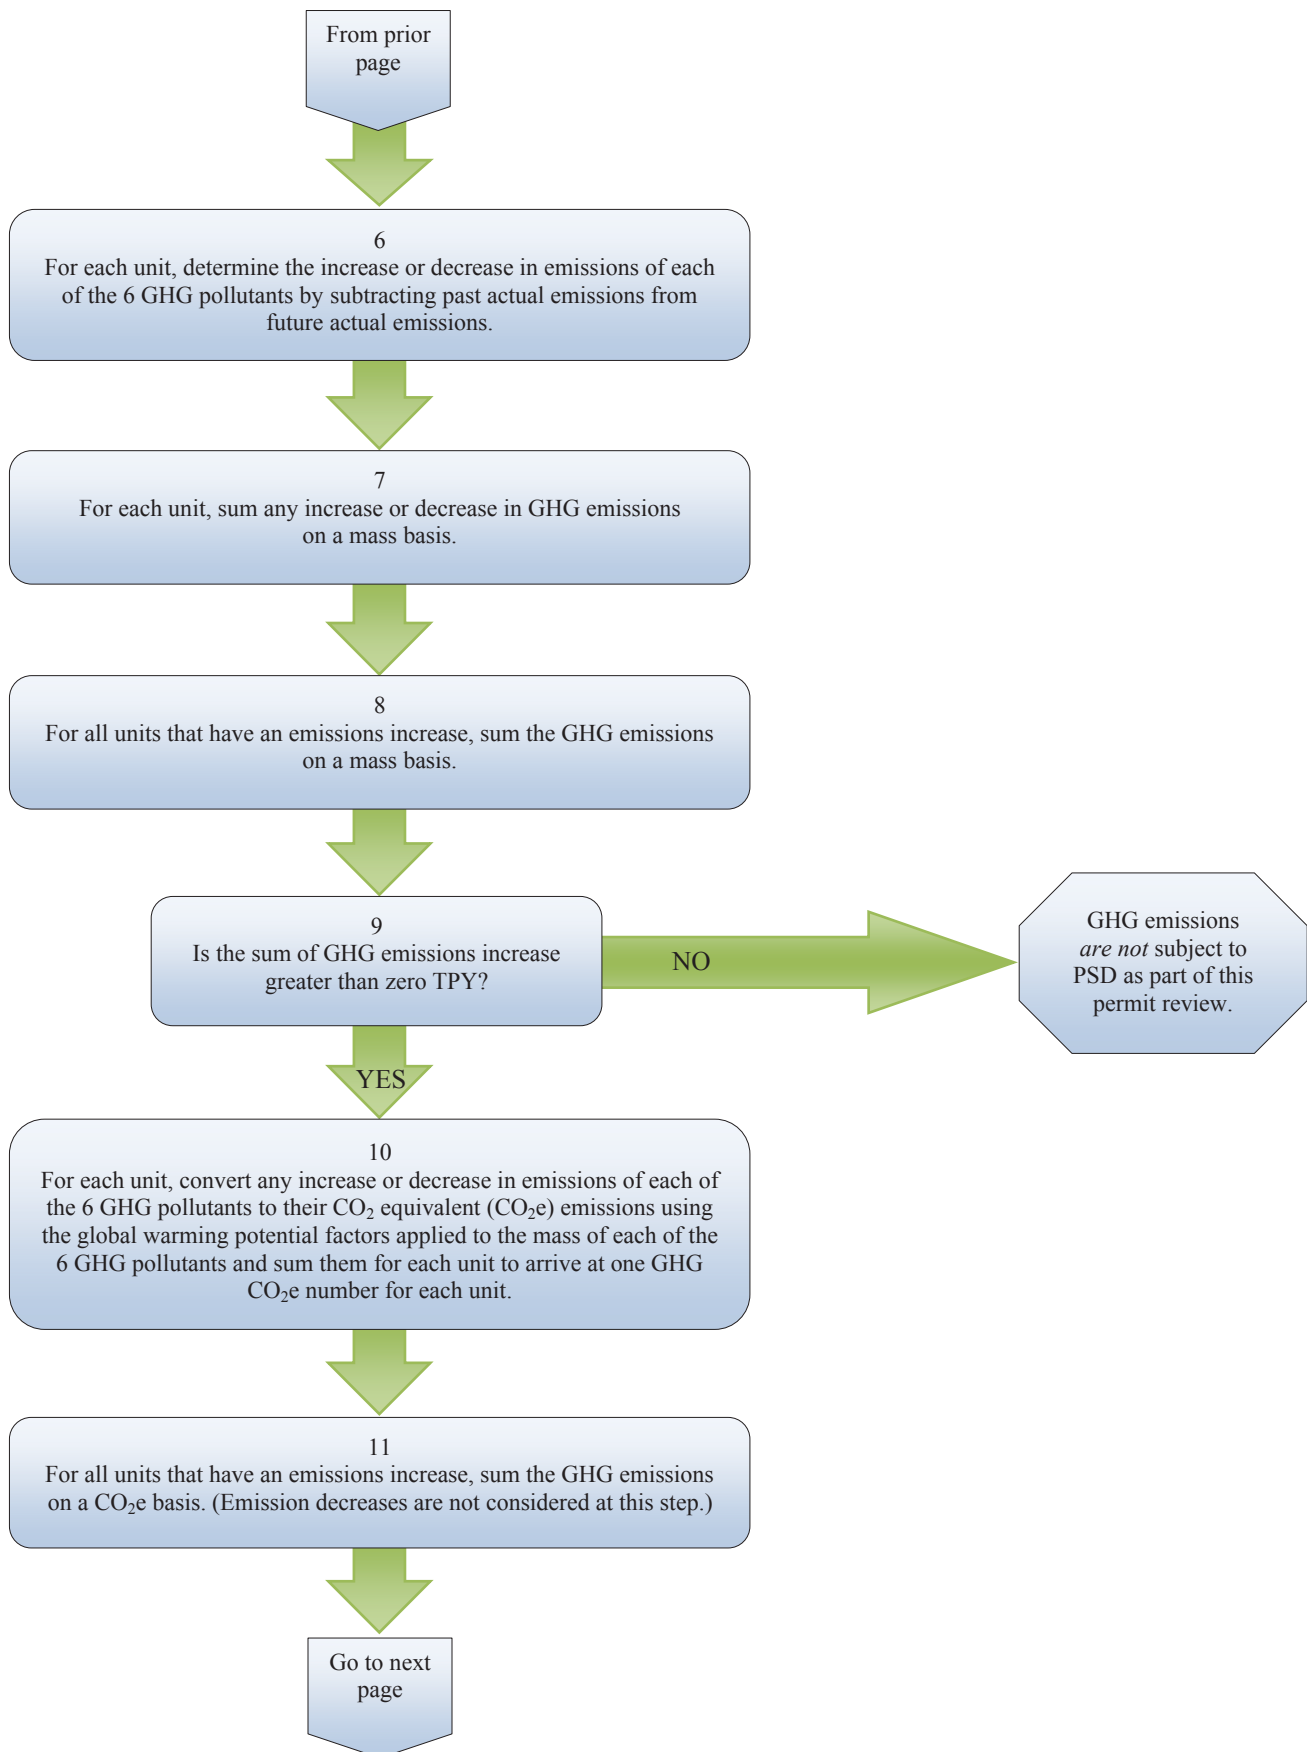 From prior
page
6
For each unit, determine the increase or decrease in emissions of each
of the 6 GHG pollutants by subtracting past actual emissions from
future actual emissions.
7
For each unit, sum any increase or decrease in GHG emissions
on a mass basis.
8
For all units that have an emissions increase, sum the GHG emissions
on a mass basis.
9
Is the sum of GHG emissions increase
greater than zero TPY?
NO
GHG emissions
are not subject to
PSD as part of this
permit review.
YES
10
For each unit, convert any increase or decrease in emissions of each of
the 6 GHG pollutants to their CO₂ equivalent (CO₂e) emissions using
the global warming potential factors applied to the mass of each of the
6 GHG pollutants and sum them for each unit to arrive at one GHG
CO₂e number for each unit.
11
For all units that have an emissions increase, sum the GHG emissions
on a CO₂e basis. (Emission decreases are not considered at this step.)
Go to next
page